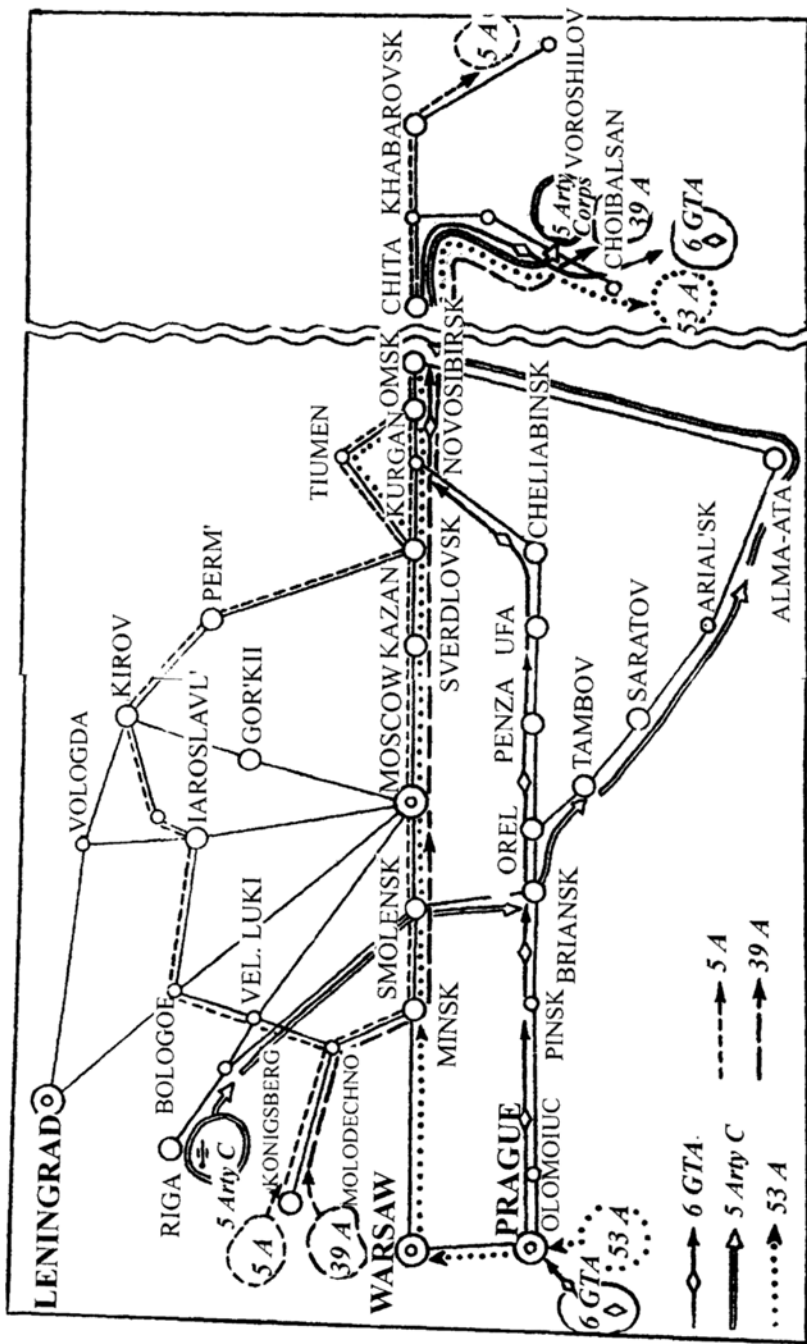 LENINGRAD
VOLOGDA
KIROV
PERM'
TIUMEN
BOLOGOE
IAROSLAVL'
GOR'KII
RIGA
5 Arty C
VEL. LUKI
KONIGSBERG
5 A
39 A
MOLODECHNO
WARSAW
MINSK
SMOLENSK
MOSCOW
KAZAN
SVERDLOVSK
KURGAN
OMSK
NOVOSIBIRSK
CHITA
KHABAROVSK
5 A
VOROSHILOV
5 Arty
Corps
39 A
CHOIBALSAN
6 GTA
53 A
PRAGUE
OLOMOIUC
PINSK
BRIANSK
OREL
PENZA
UFA
CHELIABINSK
TAMBOV
SARATOV
ARIAL'SK
ALMA-ATA
6 GTA
53 A
6 GTA
5 Arty C
53 A
5 A
39 A